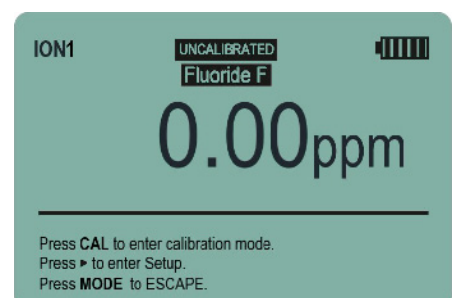 ION1
UNCALIBRATED
Fluoride F
0.00ppm
Press CAL to enter calibration mode.
Press ▸ to enter Setup.
Press MODE to ESCAPE.